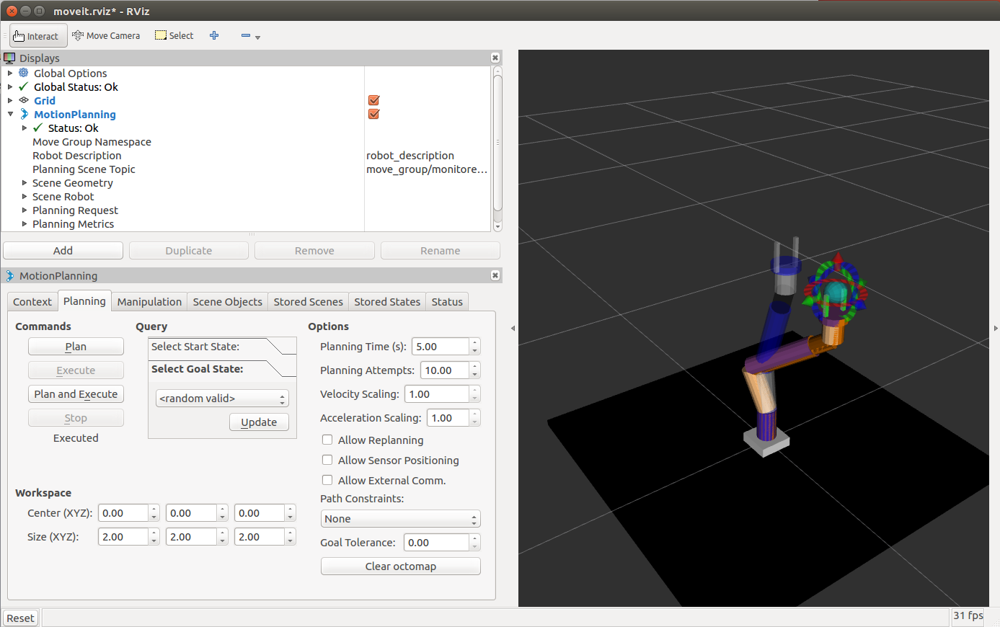 moveit.rviz* - RViz
Interact Move Camera Select
Displays
Global Options
Global Status: Ok
Grid
MotionPlanning
Status: Ok
Move Group Namespace
Robot Description robot_description
Planning Scene Topic move_group/monitore...
Scene Geometry
Scene Robot
Planning Request
Planning Metrics
Add Duplicate Remove Rename
MotionPlanning
Context Planning Manipulation Scene Objects Stored Scenes Stored States Status
Commands
Plan
Execute
Plan and Execute
Stop
Executed
Query
Select Start State:
Select Goal State:
<random valid>
Update
Options
Planning Time (s): 5.00
Planning Attempts: 10.00
Velocity Scaling: 1.00
Acceleration Scaling: 1.00
Allow Replanning
Allow Sensor Positioning
Allow External Comm.
Path Constraints:
None
Goal Tolerance: 0.00
Clear octomap
Workspace
Center (XYZ): 0.00 0.00 0.00
Size (XYZ): 2.00 2.00 2.00
Reset
31 fps